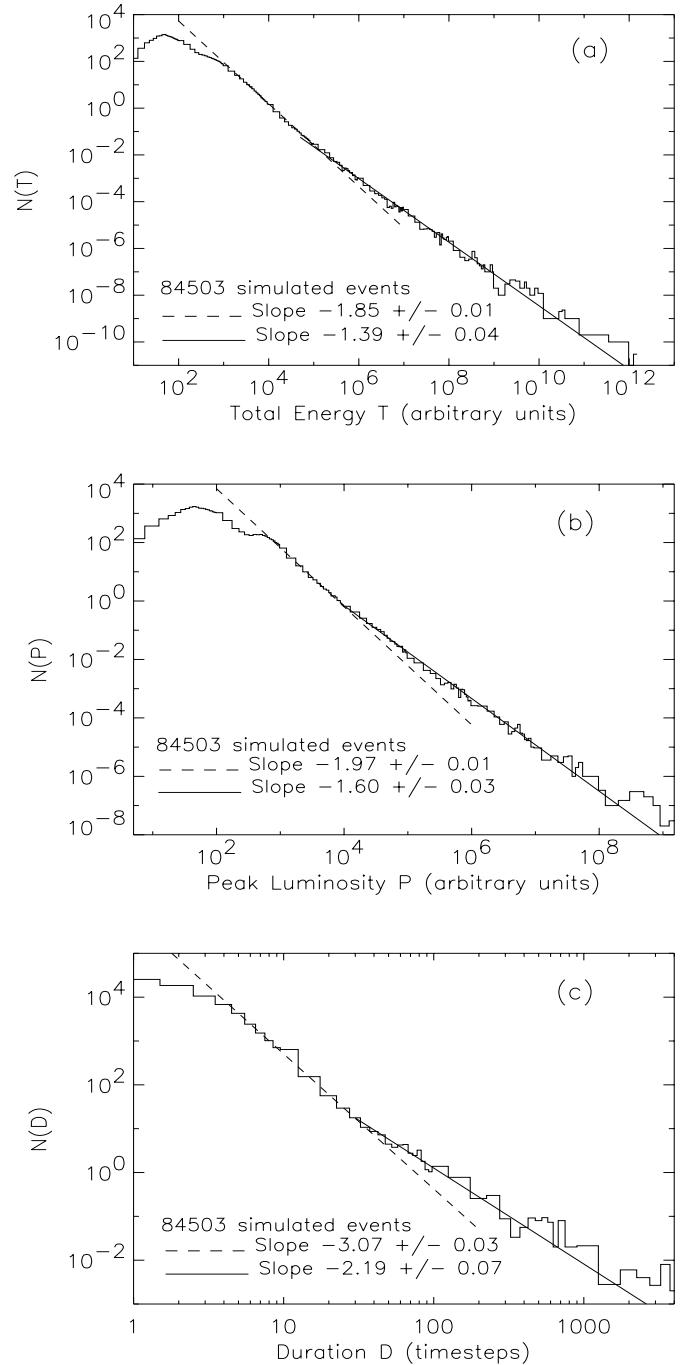 10^4
(a)
10^2
10^0
10^-2
N(T)
10^-4
10^-6
10^-8
84503 simulated events
Slope -1.85 +/- 0.01
Slope -1.39 +/- 0.04
10^-10
10^2 10^4 10^6 10^8 10^10 10^12
Total Energy T (arbitrary units)
10^4
(b)
10^2
10^0
10^-2
N(P)
10^-4
84503 simulated events
10^-6
Slope -1.97 +/- 0.01
Slope -1.60 +/- 0.03
10^-8
10^2 10^4 10^6 10^8
Peak Luminosity P (arbitrary units)
(c)
10^4
10^2
N(D)
10^0
84503 simulated events
Slope -3.07 +/- 0.03
10^-2
Slope -2.19 +/- 0.07
1 10 100 1000
Duration D (timesteps)